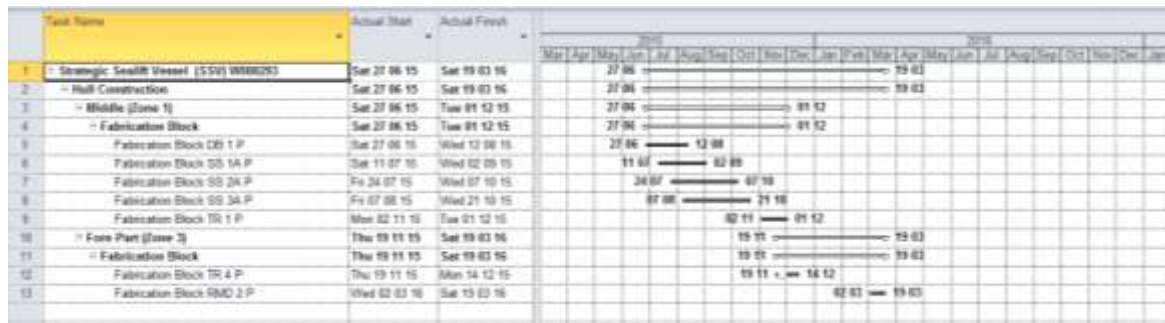 Task Name Actual Start Actual Finish
2015 2016
Mar Apr May Jun Jul Aug Sep Oct Nov Dec Jan Feb Mar Apr May Jun Jul Aug Sep Oct Nov Dec Jan
1 - Strategic Sealift Vessel (SSV) W000293 Sat 27 06 15 Sat 19 03 16 27 06 19 03
2 - Hull Construction Sat 27 06 15 Sat 19 03 16 27 06 19 03
3 - Middle (Zone 1) Sat 27 06 15 Tue 01 12 15 27 06 01 12
4 - Fabrication Block Sat 27 06 15 Tue 01 12 15 27 06 01 12
5 Fabrication Block DB 1 P Sat 27 06 15 Wed 12 08 15 27 06 12 08
6 Fabrication Block SS 1A P Sat 11 07 15 Wed 02 09 15 11 07 02 09
7 Fabrication Block SS 2A P Fri 24 07 15 Wed 07 10 15 24 07 07 10
8 Fabrication Block SS 3A P Fri 07 08 15 Wed 21 10 15 07 08 21 10
9 Fabrication Block TR 1 P Mon 02 11 15 Tue 01 12 15 02 11 01 12
10 - Fore Part (Zone 3) Thu 19 11 15 Sat 19 03 16 19 11 19 03
11 - Fabrication Block Thu 19 11 15 Sat 19 03 16 19 11 19 03
12 Fabrication Block TR 4 P Thu 19 11 15 Mon 14 12 15 19 11 14 12
13 Fabrication Block RMD 2 P Wed 02 03 16 Sat 19 03 16 02 03 19 03